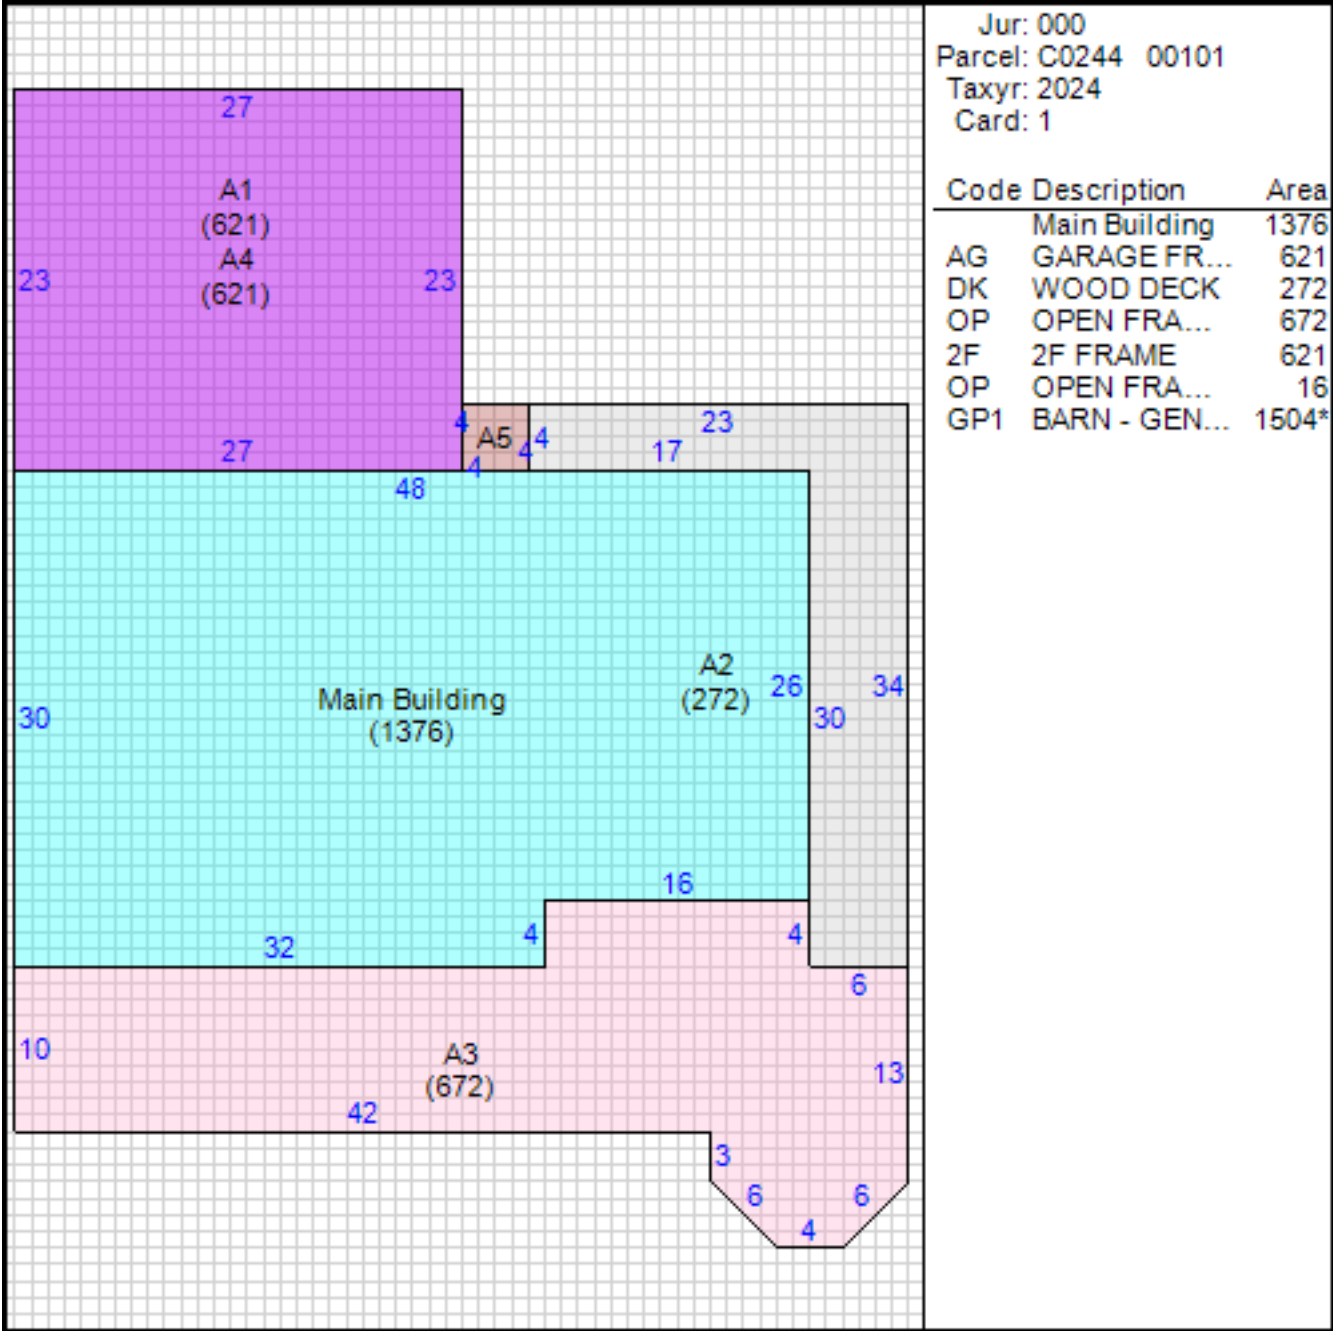 Jur: 000
Parcel: C0244 00101
Taxyr: 2024
Card: 1
Code Description Area
Main Building 1376
AG GARAGE FR... 621
DK WOOD DECK 272
OP OPEN FRA... 672
2F 2F FRAME 621
OP OPEN FRA... 16
GP1 BARN - GEN... 1504*
27
A1
(621)
A4
(621)
23 23
27
4 A5 4 4 4
23
17
48
A2
(272)
26 34
Main Building
(1376)
30 30
16
32 4 4
6
10
A3
(672)
13
42
3
6 6
4